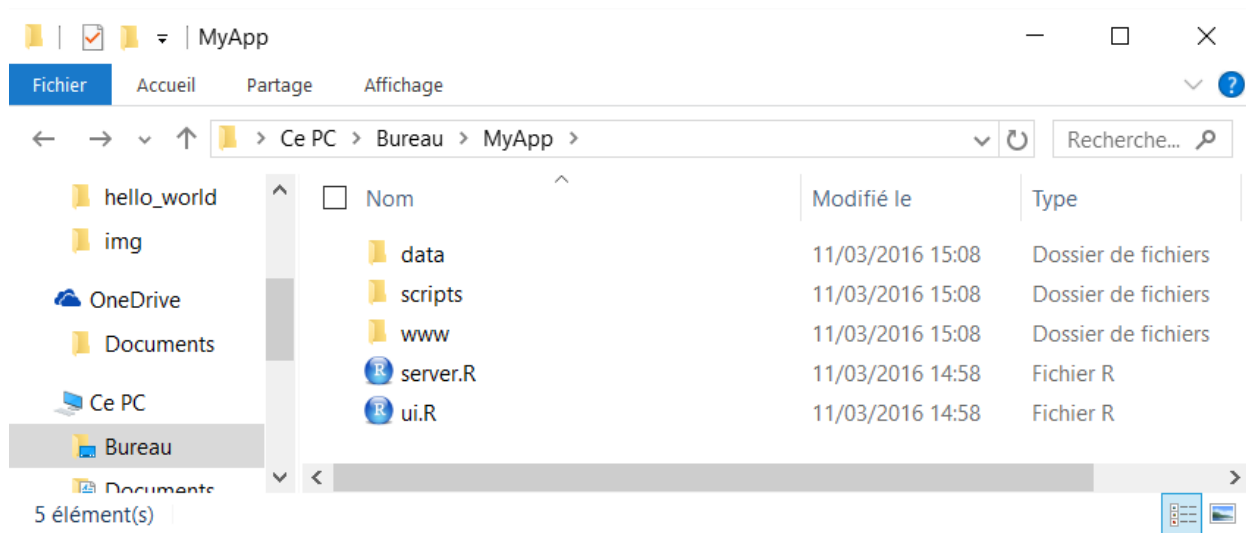 MyApp
Fichier Accueil Partage Affichage
Ce PC > Bureau > MyApp >
Recherche...
hello_world
img
OneDrive
Documents
Ce PC
Bureau
Documents
Nom Modifié le Type
data 11/03/2016 15:08 Dossier de fichiers
scripts 11/03/2016 15:08 Dossier de fichiers
www 11/03/2016 15:08 Dossier de fichiers
R server.R 11/03/2016 14:58 Fichier R
R ui.R 11/03/2016 14:58 Fichier R
5 élément(s)